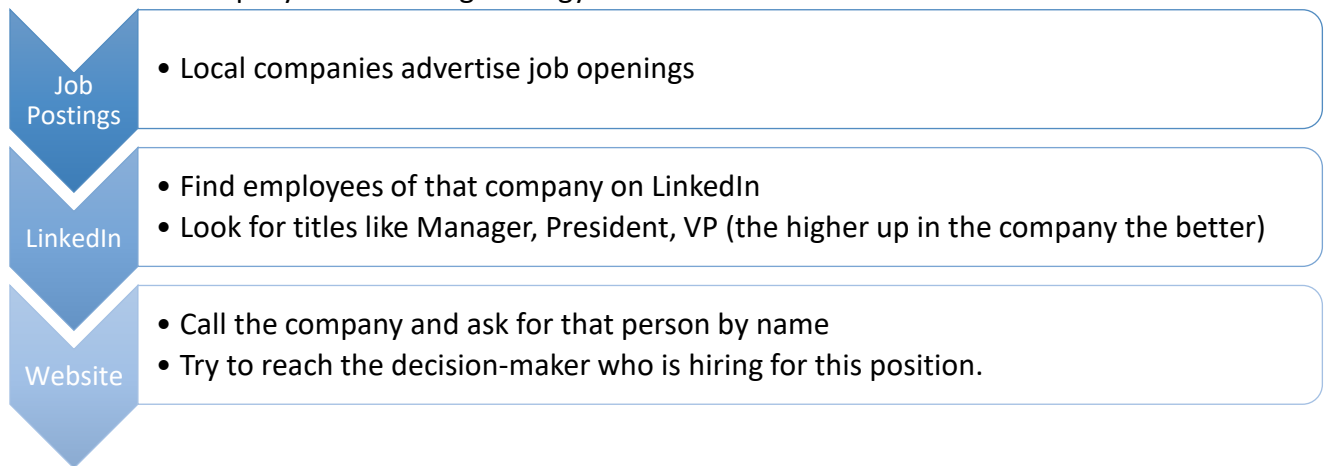 Job
Postings
• Local companies advertise job openings
LinkedIn
• Find employees of that company on LinkedIn
• Look for titles like Manager, President, VP (the higher up in the company the better)
Website
• Call the company and ask for that person by name
• Try to reach the decision-maker who is hiring for this position.